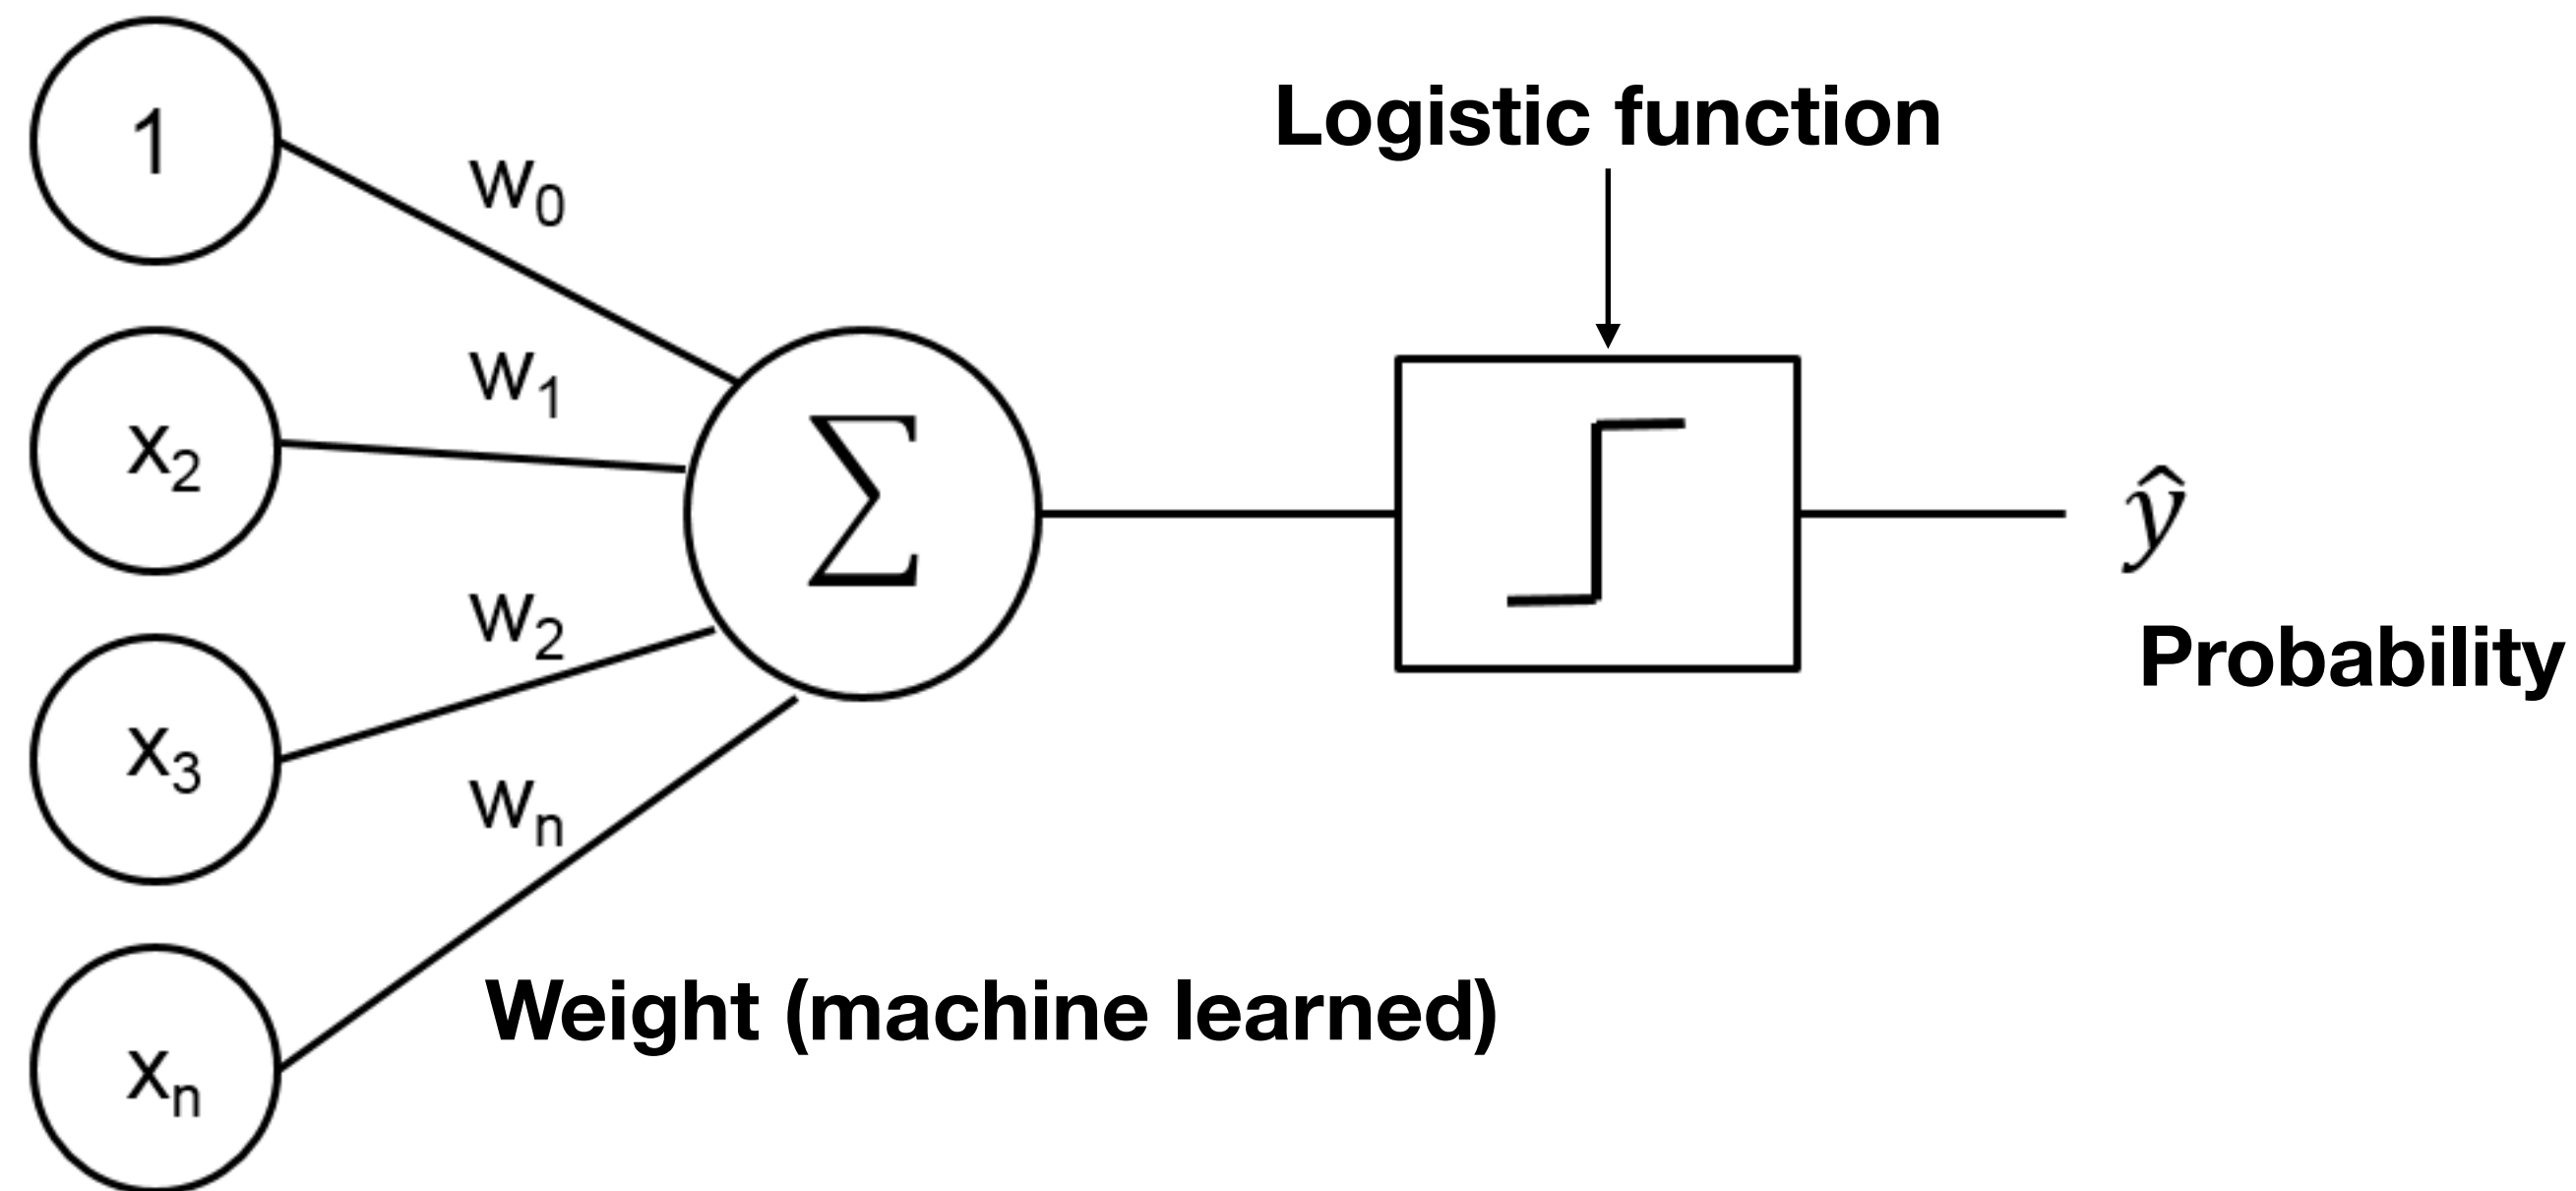 1
w₀
Logistic function
w₁
x₂
∑
ŷ
w₂
Probability
x₃
wₙ
Weight (machine learned)
xₙ